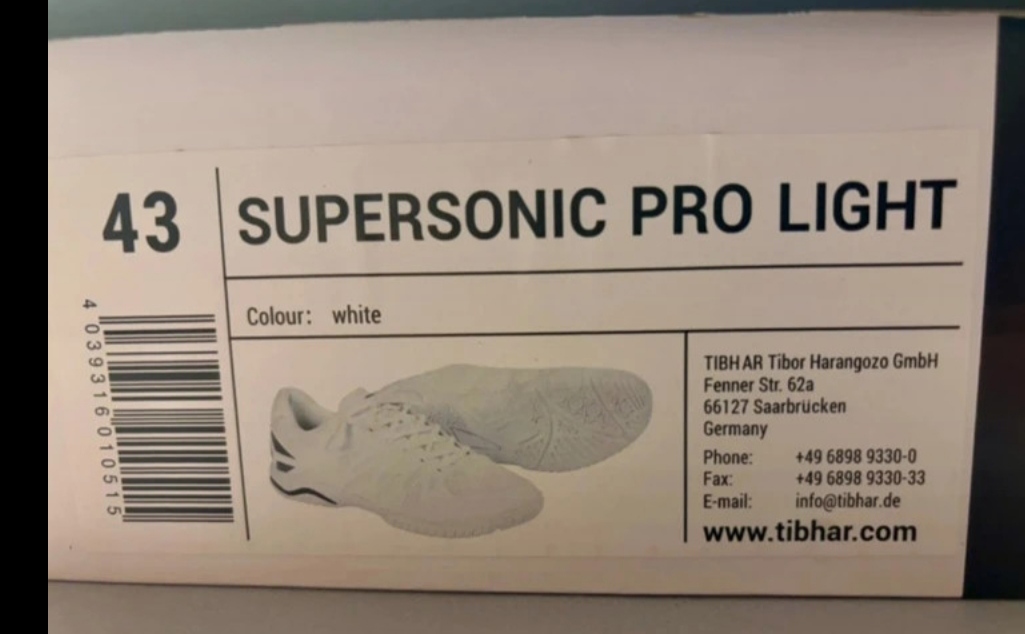 43
SUPERSONIC PRO LIGHT
Colour: white
4 039316 010515
TIBHAR Tibor Harangozo GmbH
Fenner Str. 62a
66127 Saarbrücken
Germany
Phone: +49 6898 9330-0
Fax: +49 6898 9330-33
E-mail: info@tibhar.de
www.tibhar.com